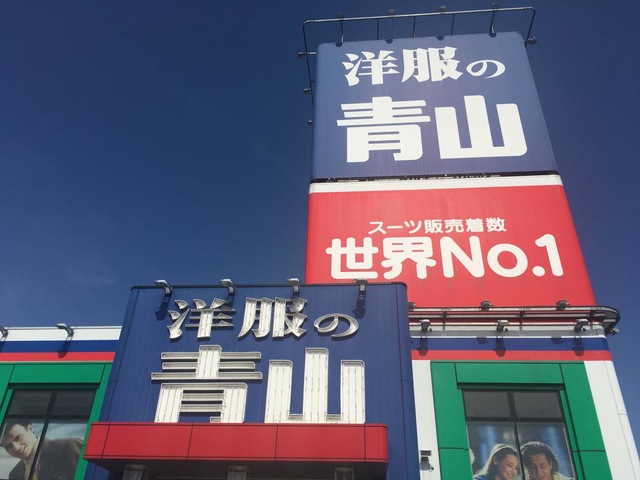 洋服の
青山
スーツ販売着数
世界No.1
洋服の
青山